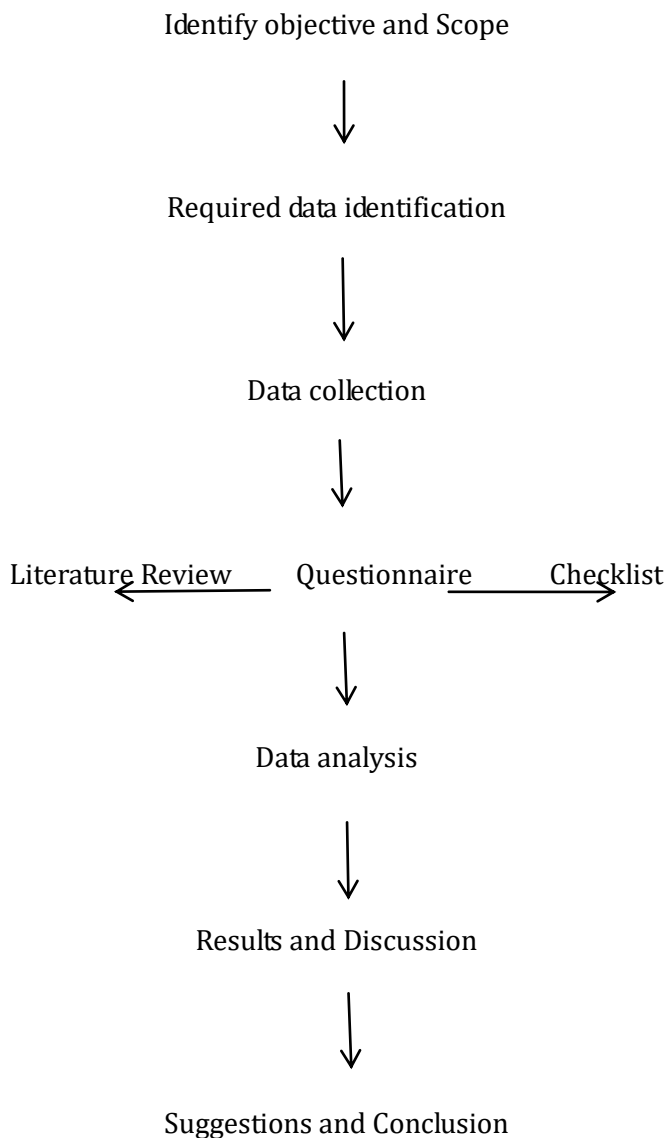 Identify objective and Scope
Required data identification
Data collection
Literature Review Questionnaire Checklist
Data analysis
Results and Discussion
Suggestions and Conclusion